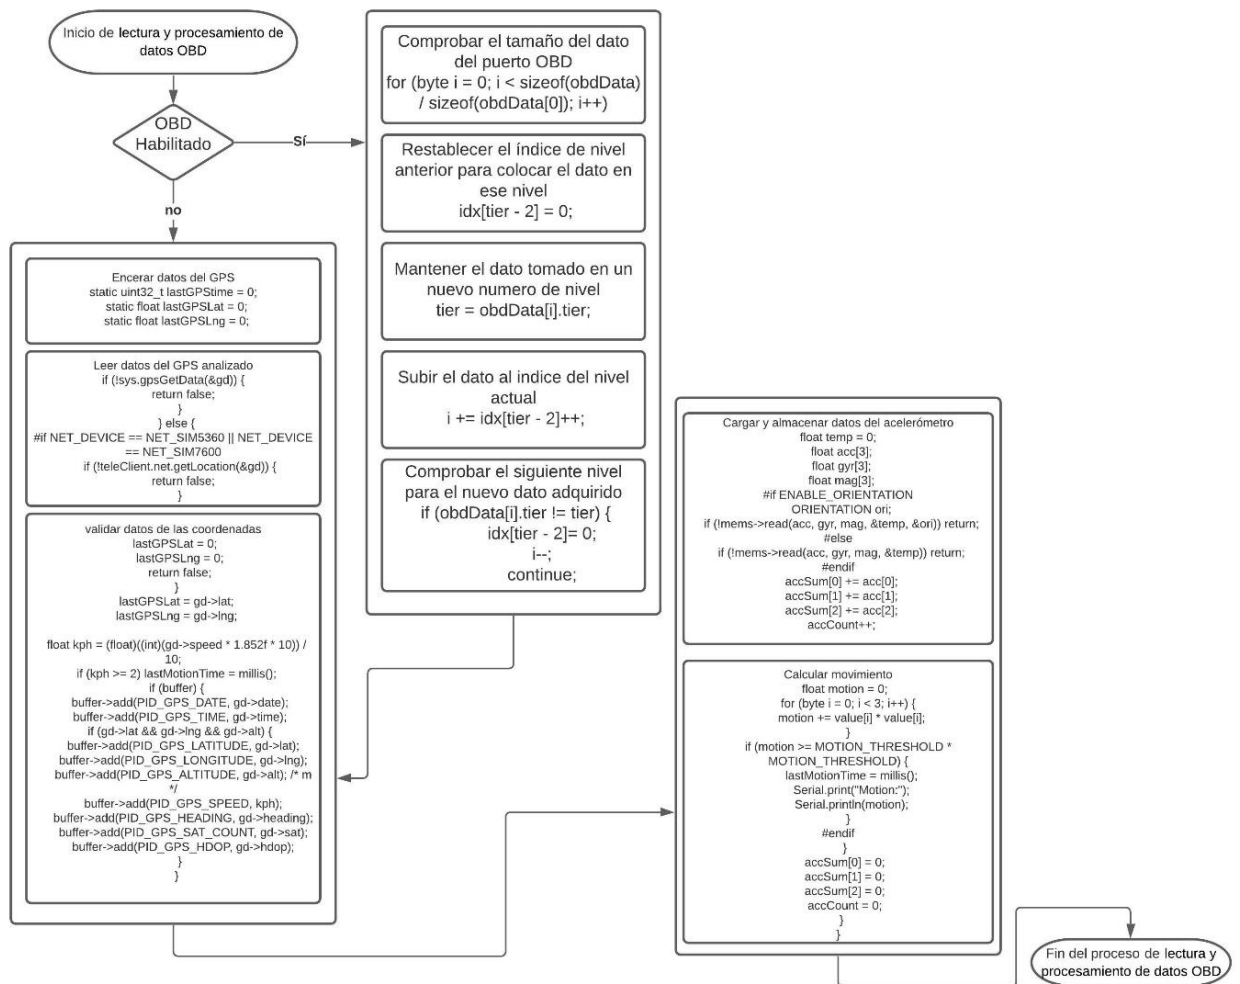 Inicio de lectura y procesamiento de
datos OBD
OBD
Habilitado
Sí
no
Comprobar el tamaño del dato
del puerto OBD
for (byte i = 0; i < sizeof(obdData)
/ sizeof(obdData[0]); i++)
Restablecer el índice de nivel
anterior para colocar el dato en
ese nivel
idx[tier - 2] = 0;
Mantener el dato tomado en un
nuevo numero de nivel
tier = obdData[i].tier;
Subir el dato al indice del nivel
actual
i += idx[tier - 2]++;
Comprobar el siguiente nivel
para el nuevo dato adquirido
if (obdData[i].tier != tier) {
idx[tier - 2]= 0;
i--;
continue;
Encerar datos del GPS
static uint32_t lastGPStime = 0;
static float lastGPSLat = 0;
static float lastGPSLng = 0;
Leer datos del GPS analizado
if (!sys.gpsGetData(&gd)) {
return false;
}
} else {
#if NET_DEVICE == NET_SIM5360 || NET_DEVICE
== NET_SIM7600
if (!teleClient.net.getLocation(&gd)) {
return false;
}
validar datos de las coordenadas
lastGPSLat = 0;
lastGPSLng = 0;
return false;
}
lastGPSLat = gd->lat;
lastGPSLng = gd->lng;
float kph = (float)((int)(gd->speed * 1.852f * 10)) /
10;
if (kph >= 2) lastMotionTime = millis();
if (buffer) {
buffer->add(PID_GPS_DATE, gd->date);
buffer->add(PID_GPS_TIME, gd->time);
if (gd->lat && gd->lng && gd->alt) {
buffer->add(PID_GPS_LATITUDE, gd->lat);
buffer->add(PID_GPS_LONGITUDE, gd->lng);
buffer->add(PID_GPS_ALTITUDE, gd->alt); /* m
*/
buffer->add(PID_GPS_SPEED, kph);
buffer->add(PID_GPS_HEADING, gd->heading);
buffer->add(PID_GPS_SAT_COUNT, gd->sat);
buffer->add(PID_GPS_HDOP, gd->hdop);
}
}
Cargar y almacenar datos del acelerómetro
float temp = 0;
float acc[3];
float gyr[3];
float mag[3];
#if ENABLE_ORIENTATION
ORIENTATION ori;
if (!mems->read(acc, gyr, mag, &temp, &ori)) return;
#else
if (!mems->read(acc, gyr, mag, &temp)) return;
#endif
accSum[0] += acc[0];
accSum[1] += acc[1];
accSum[2] += acc[2];
accCount++;
Calcular movimiento
float motion = 0;
for (byte i = 0; i < 3; i++) {
motion += value[i] * value[i];
}
if (motion >= MOTION_THRESHOLD *
MOTION_THRESHOLD) {
lastMotionTime = millis();
Serial.print("Motion:");
Serial.println(motion);
}
#endif
}
accSum[0] = 0;
accSum[1] = 0;
accSum[2] = 0;
accCount = 0;
}
}
Fin del proceso de lectura y
procesamiento de datos OBD